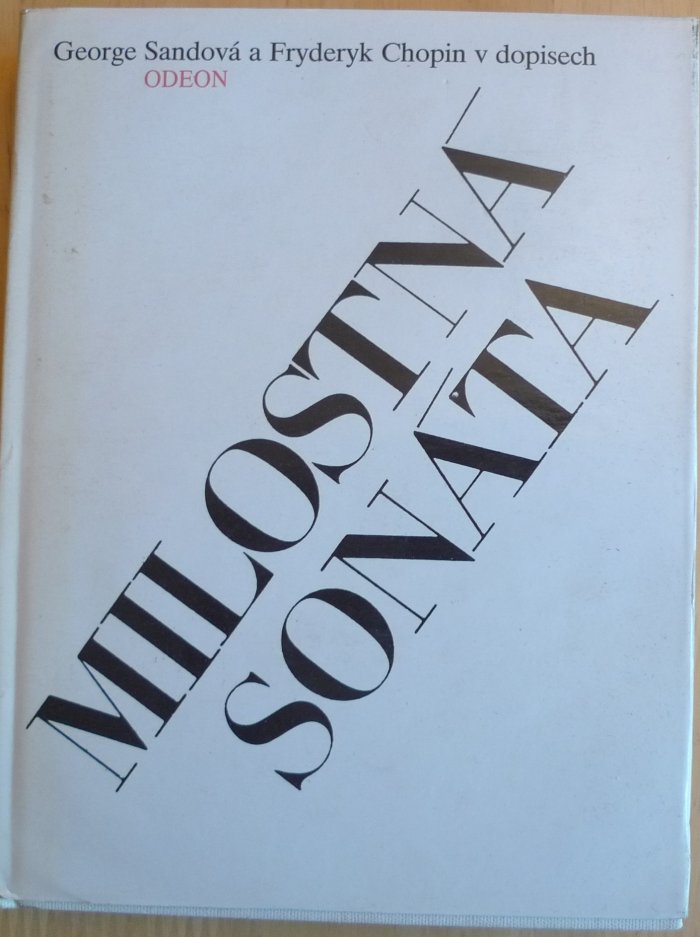 George Sandová a Fryderyk Chopin v dopisech
ODEON
MILOSTNÁ
SONÁTA